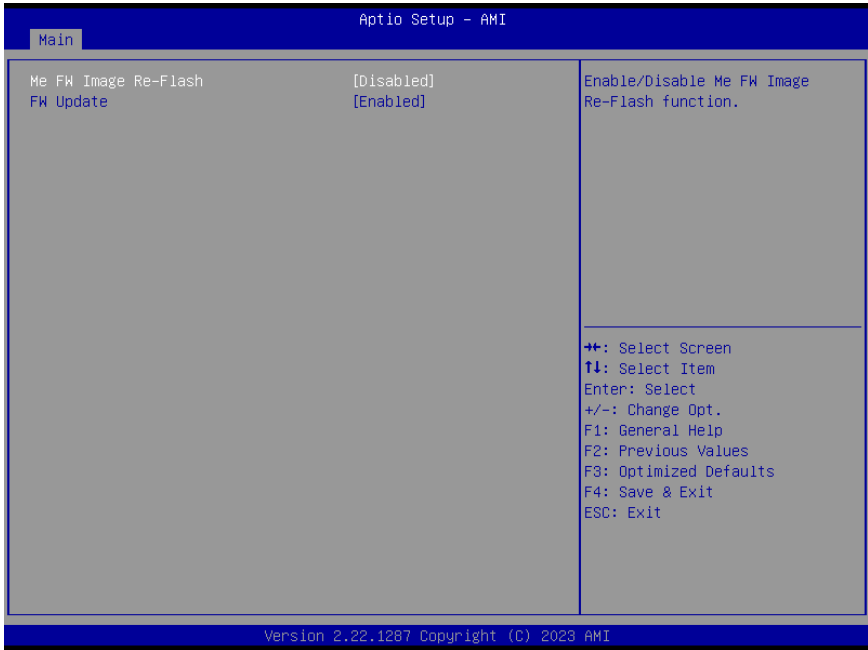 Aptio Setup – AMI
Main
Me FW Image Re-Flash [Disabled]
FW Update [Enabled]
Enable/Disable Me FW Image
Re-Flash function.
→←: Select Screen
↑↓: Select Item
Enter: Select
+/-: Change Opt.
F1: General Help
F2: Previous Values
F3: Optimized Defaults
F4: Save & Exit
ESC: Exit
Version 2.22.1287 Copyright (C) 2023 AMI